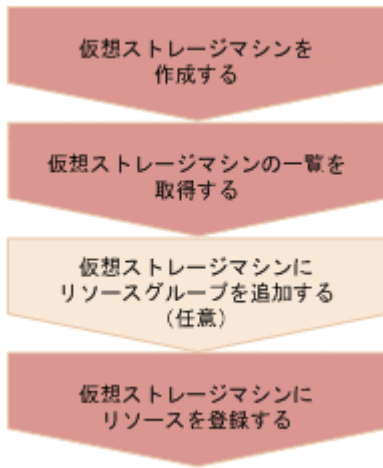 仮想ストレージマシンを
作成する
仮想ストレージマシンの一覧を
取得する
仮想ストレージマシンに
リソースグループを追加する
（任意）
仮想ストレージマシンに
リソースを登録する